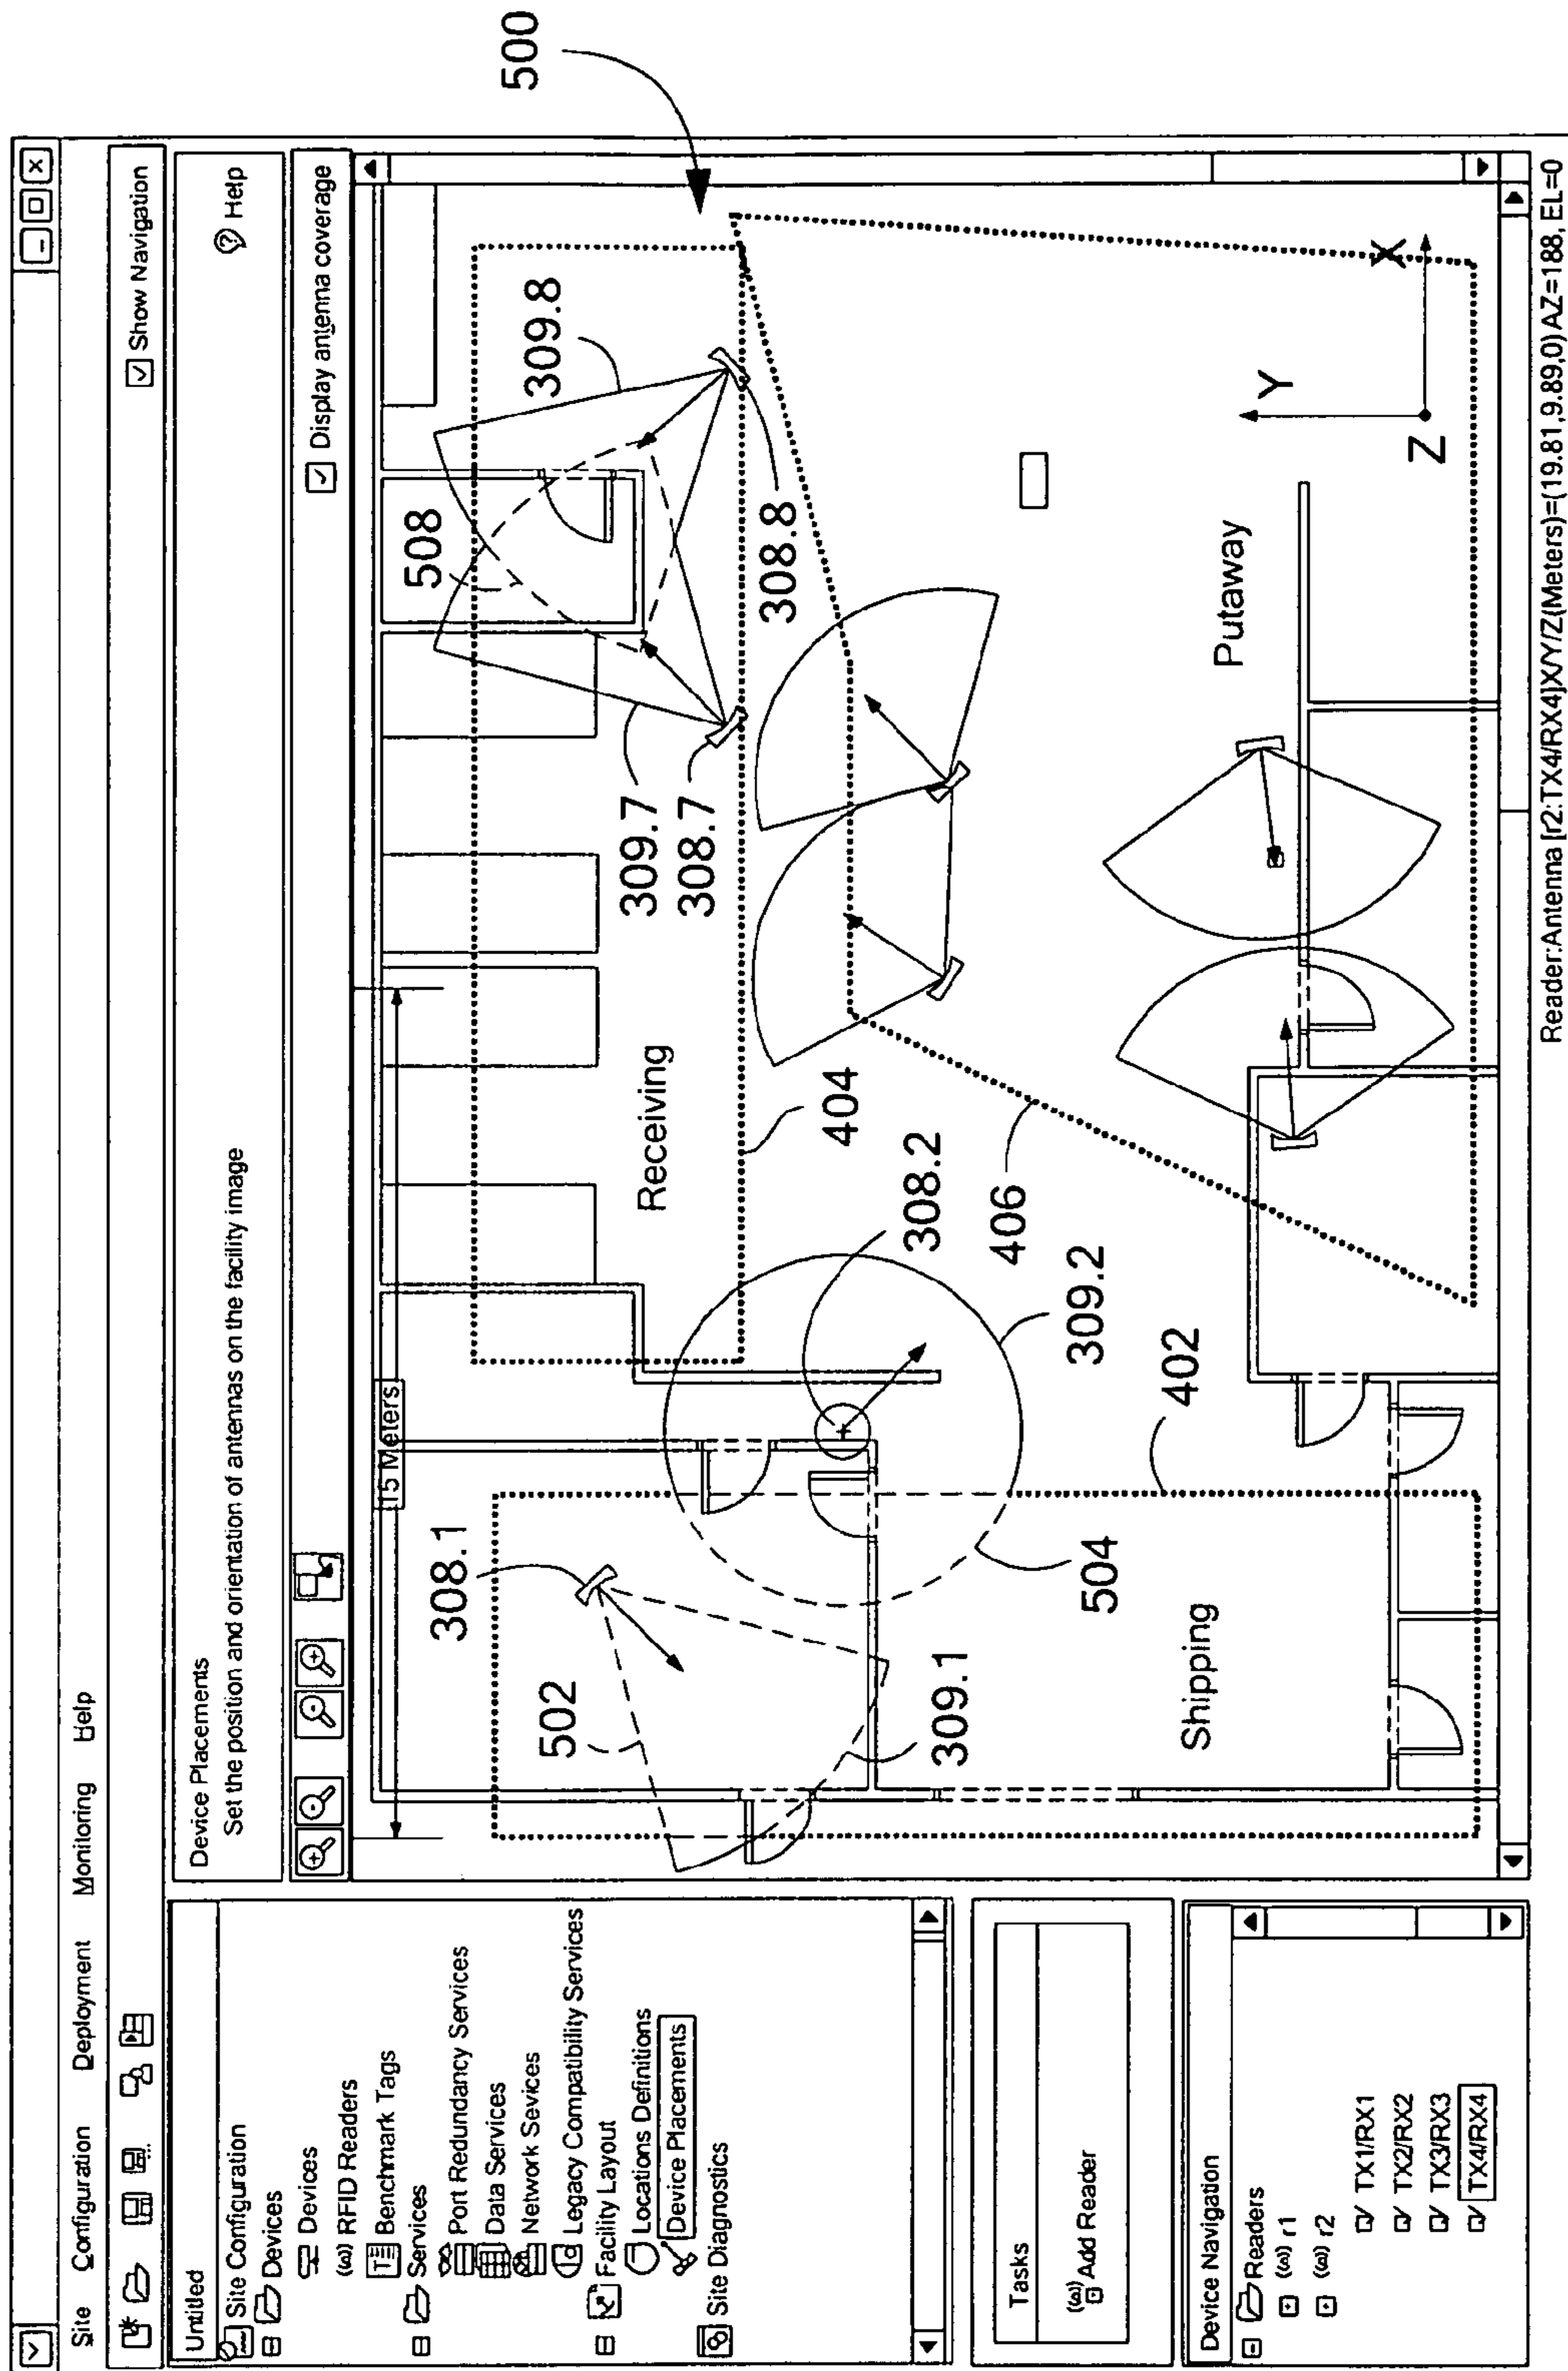 Site Configuration Deployment Monitoring Help
Show Navigation
Untitled
Site Configuration
Devices
Devices
RFID Readers
Benchmark Tags
Services
Port Redundancy Services
Data Services
Network Sevices
Legacy Compatibility Services
Facility Layout
Locations Definitions
Device Placements
Site Diagnostics
Tasks
Add Reader
Device Navigation
Readers
r1
r2
TX1/RX1
TX2/RX2
TX3/RX3
TX4/RX4
Device Placements
Set the position and orientation of antennas on the facility image
Help
Display antenna coverage
15 Meters
308.1
502
309.1
Shipping
504
402
309.2
308.2
406
404
Receiving
309.7
308.7
508
309.8
308.8
Putaway
X
Y
Z
500
Reader:Antenna [r2:TX4/RX4]X/Y/Z(Meters)=(19.81,9.89,0)AZ=188, EL=0